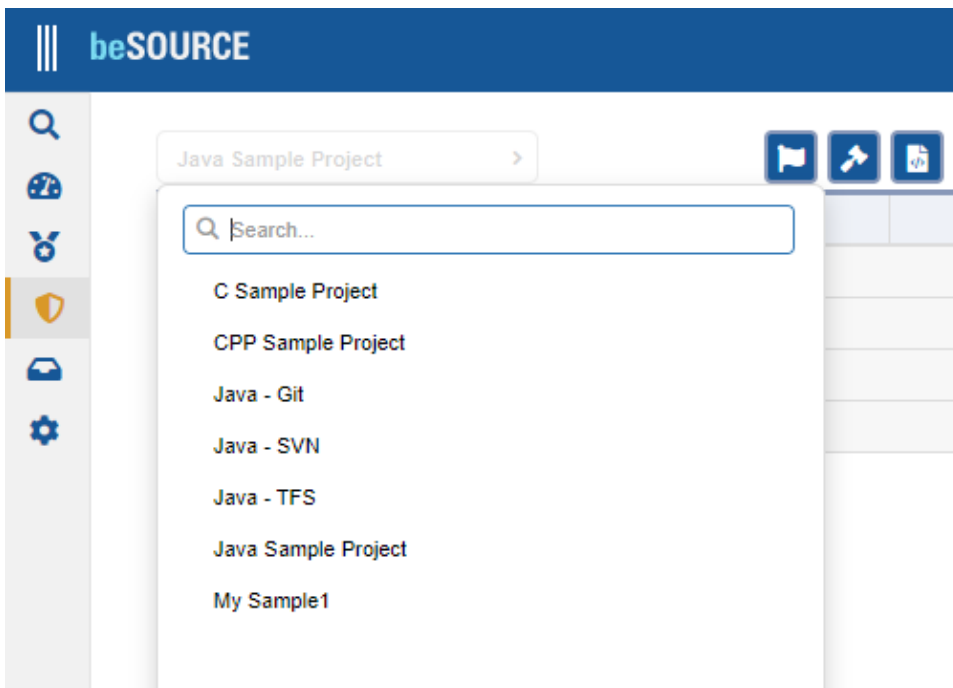 beSOURCE
Java Sample Project
Search...
C Sample Project
CPP Sample Project
Java - Git
Java - SVN
Java - TFS
Java Sample Project
My Sample1